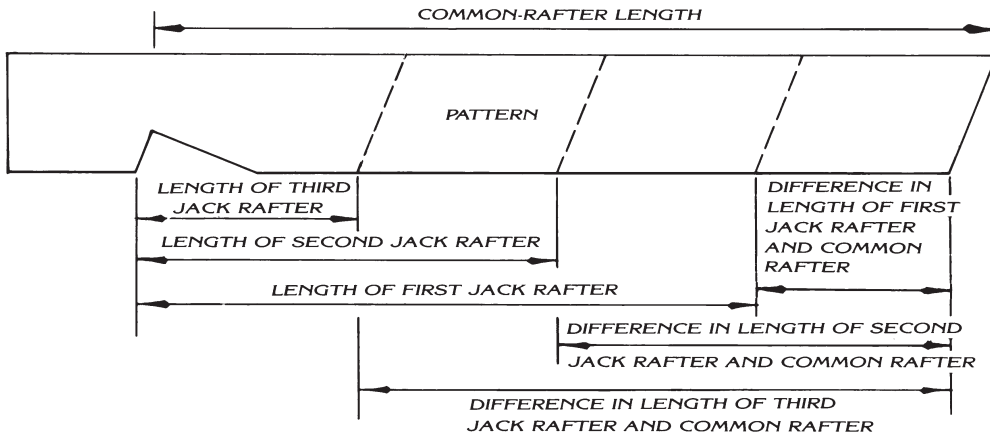 COMMON-RAFTER LENGTH
PATTERN
LENGTH OF THIRD
JACK RAFTER
LENGTH OF SECOND JACK RAFTER
LENGTH OF FIRST JACK RAFTER
DIFFERENCE IN
LENGTH OF FIRST
JACK RAFTER
AND COMMON
RAFTER
DIFFERENCE IN LENGTH OF SECOND
JACK RAFTER AND COMMON RAFTER
DIFFERENCE IN LENGTH OF THIRD
JACK RAFTER AND COMMON RAFTER